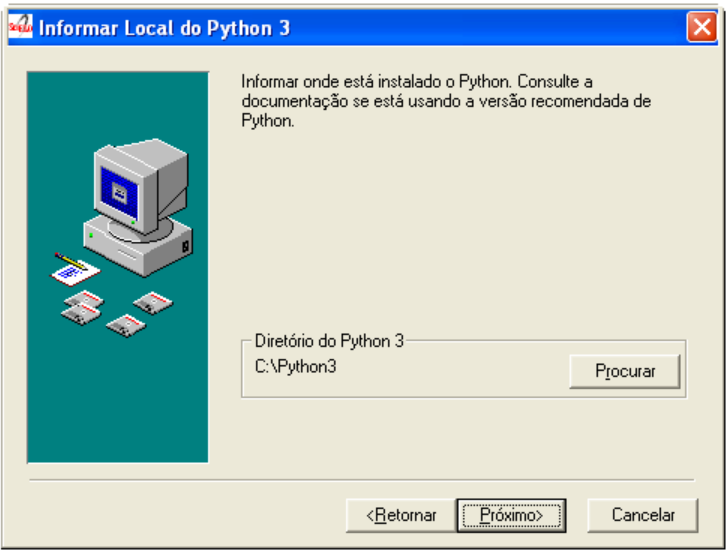 Informar Local do Python 3
Informar onde está instalado o Python. Consulte a
documentação se está usando a versão recomendada de
Python.
Diretório do Python 3
C:\Python3
Procurar
<Retornar
Próximo>
Cancelar